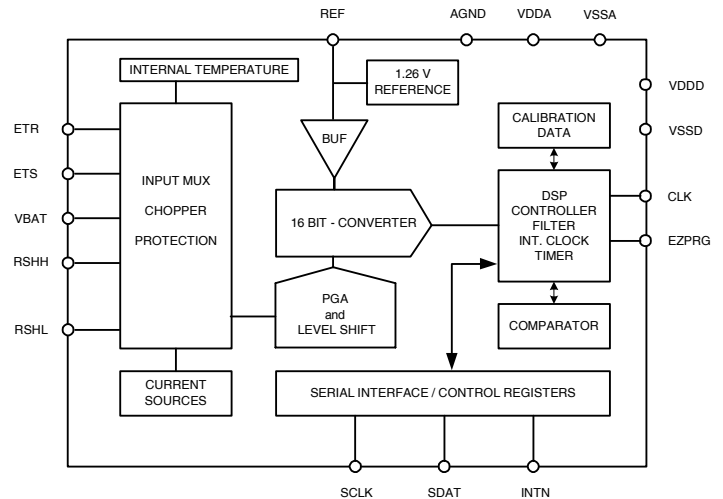 REF
AGND
VDDA
VSSA
INTERNAL TEMPERATURE
1.26 V
REFERENCE
VDDD
ETR
ETS
VBAT
RSHH
RSHL
INPUT MUX
CHOPPER
PROTECTION
BUF
CALIBRATION
DATA
VSSD
16 BIT - CONVERTER
DSP
CONTROLLER
FILTER
INT. CLOCK
TIMER
CLK
EZPRG
PGA
and
LEVEL SHIFT
COMPARATOR
CURRENT
SOURCES
SERIAL INTERFACE / CONTROL REGISTERS
SCLK
SDAT
INTN